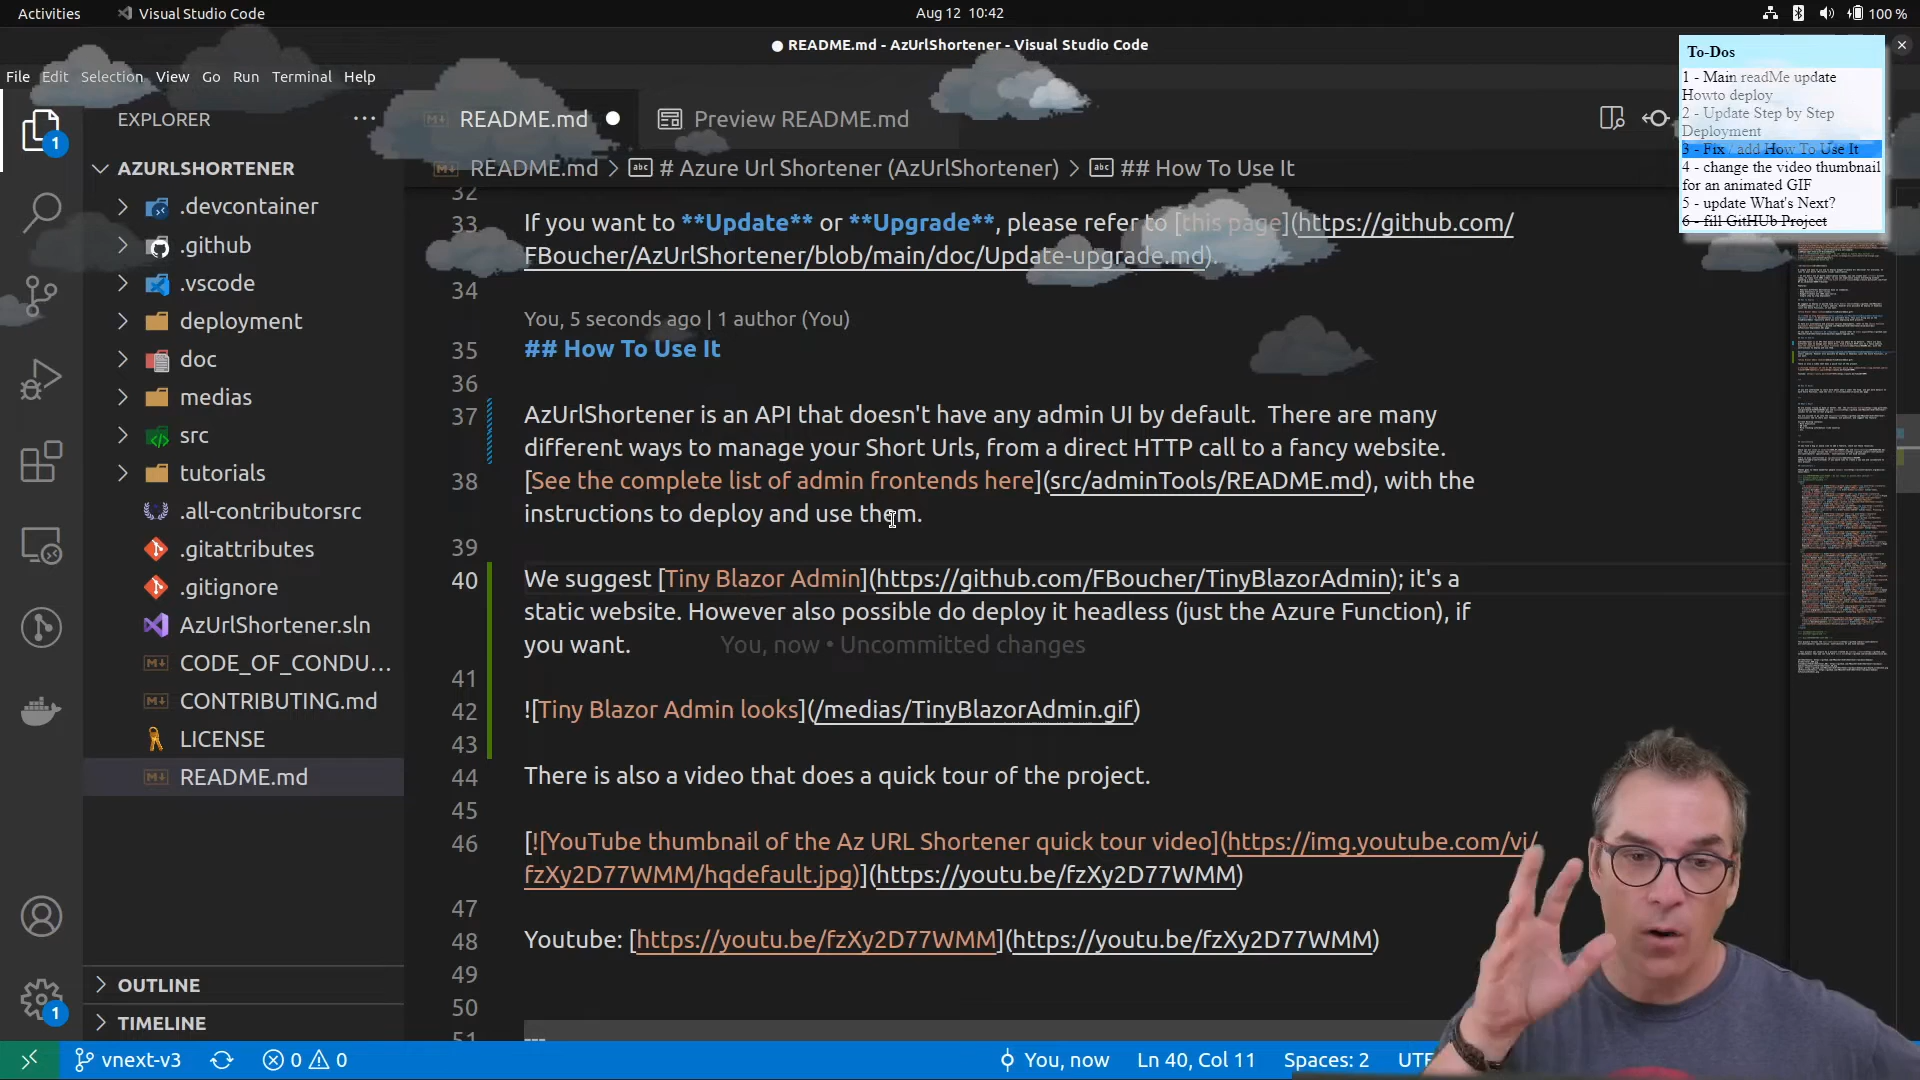 Activities
Visual Studio Code
Aug 12 10:42
100 %
● README.md - AzUrlShortener - Visual Studio Code
File Edit Selection View Go Run Terminal Help
To-Dos
1 - Main readMe update
Howto deploy
2 - Update Step by Step
Deployment
3 - Fix / add How To Use It
4 - change the video thumbnail
for an animated GIF
5 - update What's Next?
6 - fill GitHUb Project
EXPLORER
README.md
Preview README.md
README.md > # Azure Url Shortener (AzUrlShortener) > ## How To Use It
AZURLSHORTENER
.devcontainer
.github
.vscode
deployment
doc
medias
src
tutorials
.all-contributorsrc
.gitattributes
.gitignore
AzUrlShortener.sln
CODE_OF_CONDU...
CONTRIBUTING.md
LICENSE
README.md
OUTLINE
TIMELINE
1
1
32
33 If you want to **Update** or **Upgrade**, please refer to [this page](https://github.com/
FBoucher/AzUrlShortener/blob/main/doc/Update-upgrade.md).
34
You, 5 seconds ago | 1 author (You)
35 ## How To Use It
36
37 AzUrlShortener is an API that doesn't have any admin UI by default.  There are many
different ways to manage your Short Urls, from a direct HTTP call to a fancy website.
38 [See the complete list of admin frontends here](src/adminTools/README.md), with the
instructions to deploy and use them.
39
40 We suggest [Tiny Blazor Admin](https://github.com/FBoucher/TinyBlazorAdmin); it's a
static website. However also possible do deploy it headless (just the Azure Function), if
you want. You, now • Uncommitted changes
41
42 ![Tiny Blazor Admin looks](/medias/TinyBlazorAdmin.gif)
43
44 There is also a video that does a quick tour of the project.
45
46 [![YouTube thumbnail of the Az URL Shortener quick tour video](https://img.youtube.com/vi/
fzXy2D77WMM/hqdefault.jpg)](https://youtu.be/fzXy2D77WMM)
47
48 Youtube: [https://youtu.be/fzXy2D77WMM](https://youtu.be/fzXy2D77WMM)
49
50
51 ---
vnext-v3
0 0
You, now
Ln 40, Col 11
Spaces: 2